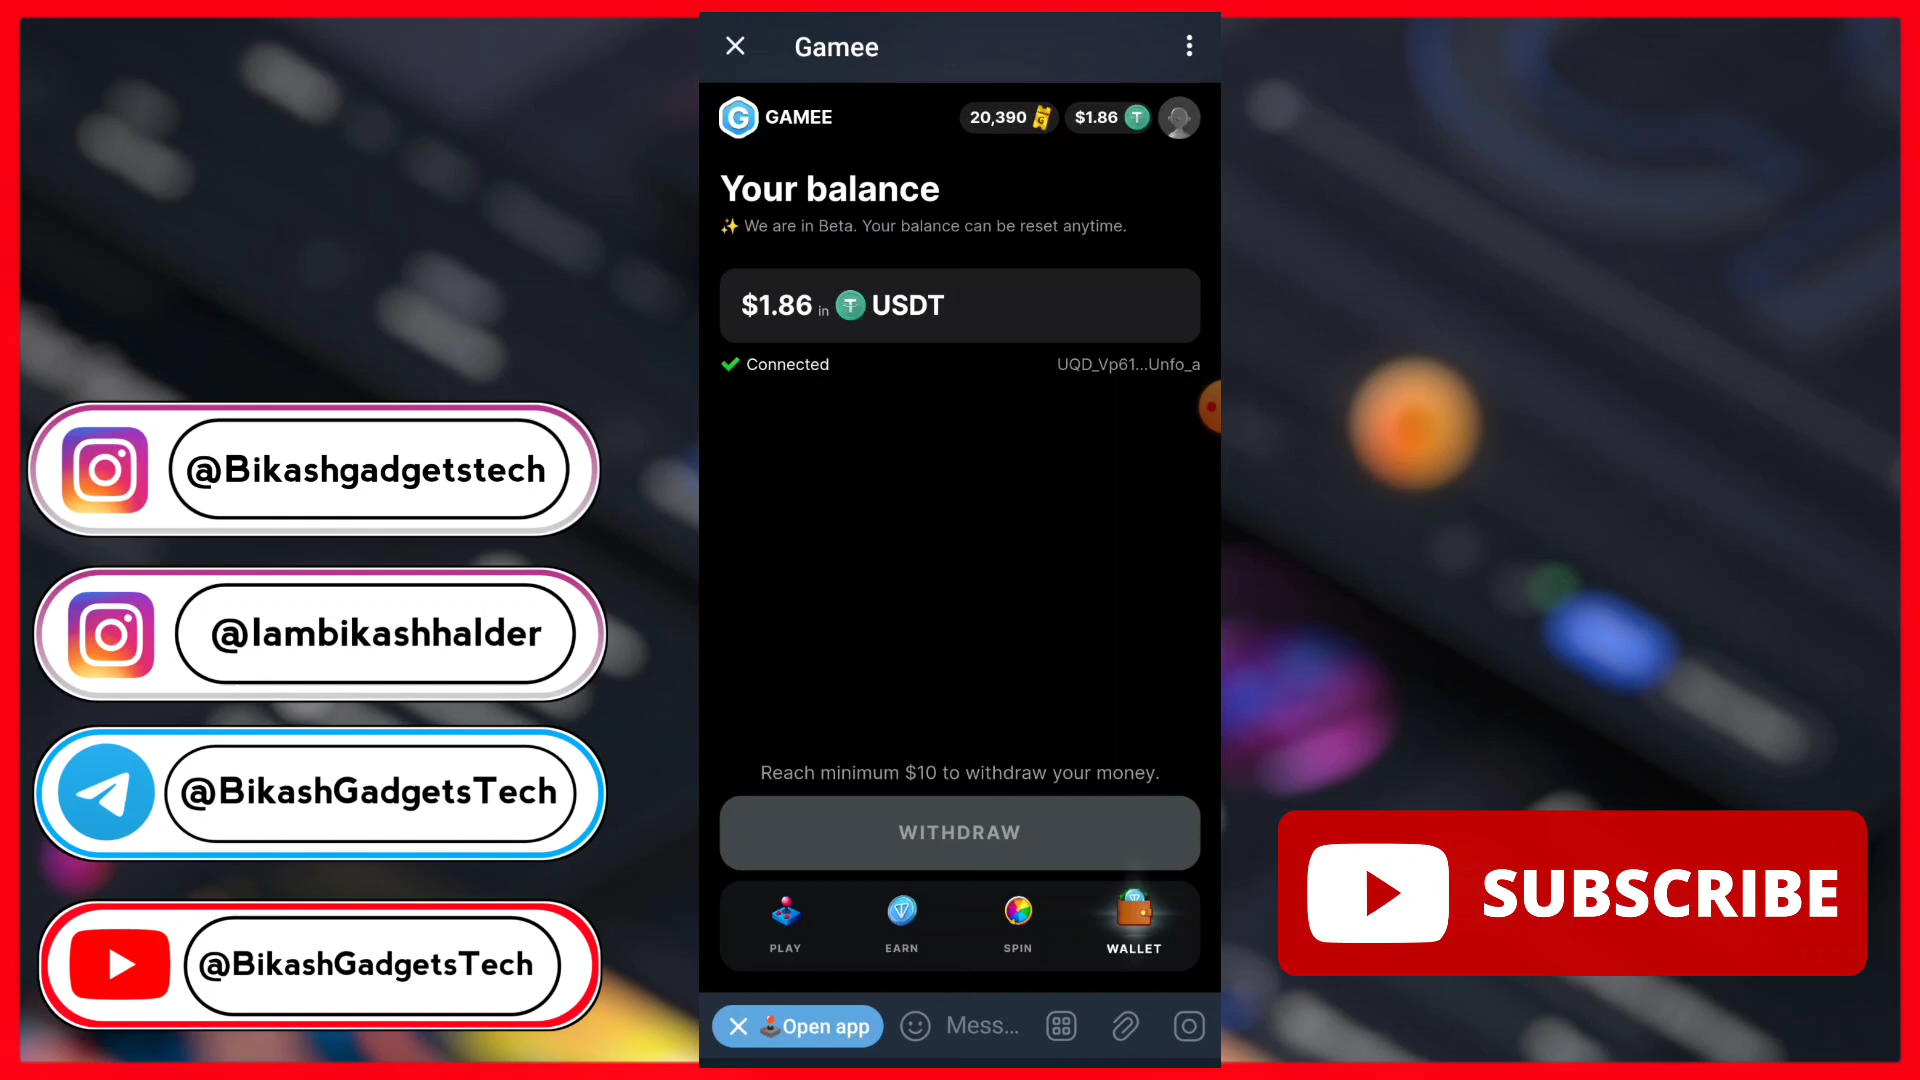 Gamee
GAMEE
20,390
$1.86
Your balance
✨ We are in Beta. Your balance can be reset anytime.
$1.86 in USDT
Connected
UQD_Vp61...Unfo_a
Reach minimum $10 to withdraw your money.
WITHDRAW
PLAY
EARN
SPIN
WALLET
Open app
Mess...
@Bikashgadgetstech
@Iambikashhalder
@BikashGadgetsTech
@BikashGadgetsTech
SUBSCRIBE